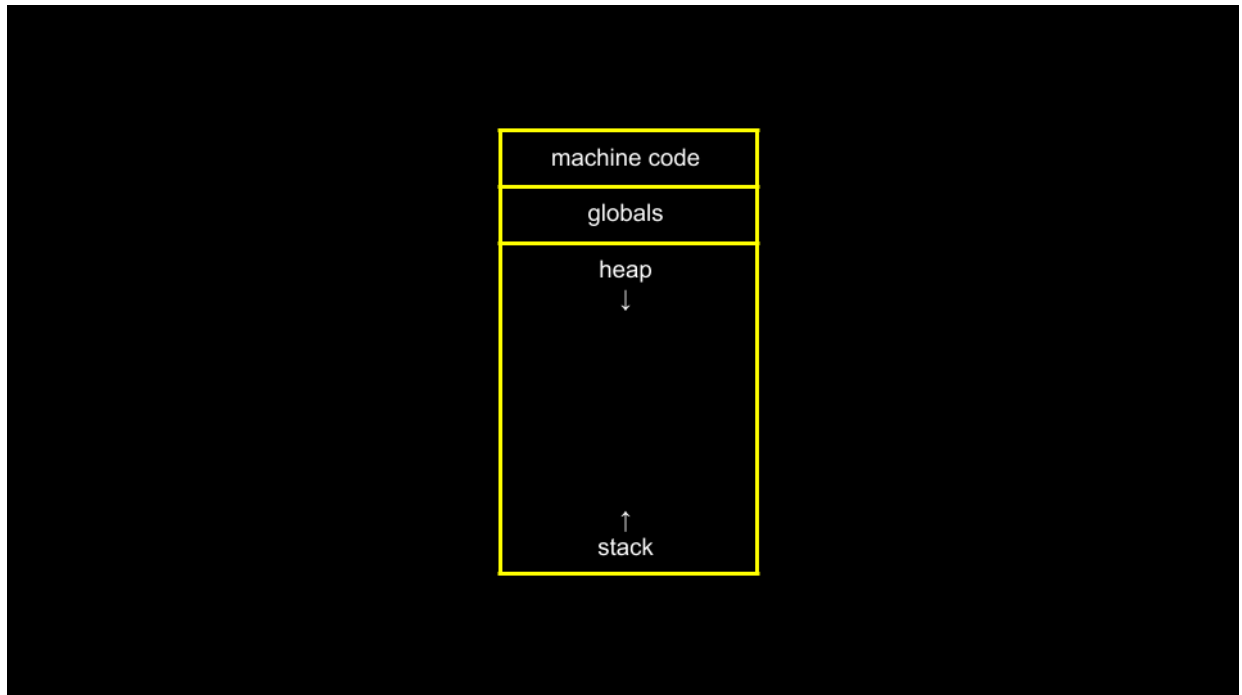 machine code
globals
heap
↓
↑
stack